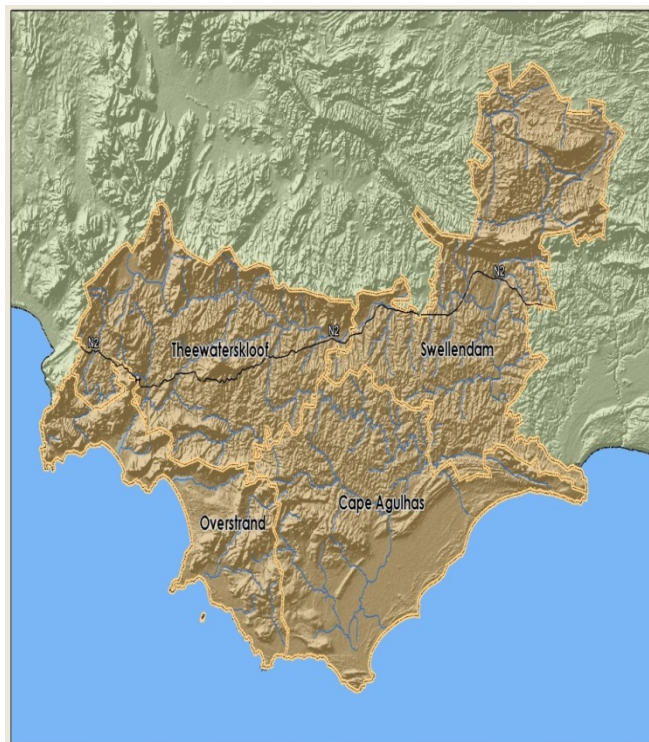 N2
N2
N2
Theewaterskloof
Swellendam
Cape Agulhas
Overstrand